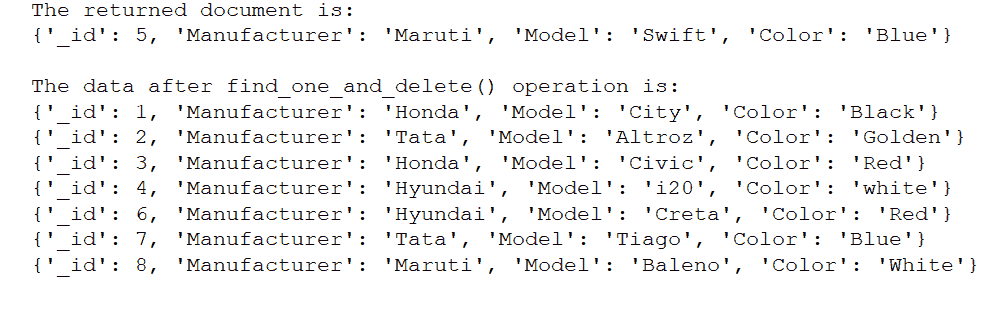 The returned document is:
{'_id': 5, 'Manufacturer': 'Maruti', 'Model': 'Swift', 'Color': 'Blue'}
The data after find_one_and_delete() operation is:
{'_id': 1, 'Manufacturer': 'Honda', 'Model': 'City', 'Color': 'Black'}
{'_id': 2, 'Manufacturer': 'Tata', 'Model': 'Altroz', 'Color': 'Golden'}
{'_id': 3, 'Manufacturer': 'Honda', 'Model': 'Civic', 'Color': 'Red'}
{'_id': 4, 'Manufacturer': 'Hyundai', 'Model': 'i20', 'Color': 'white'}
{'_id': 6, 'Manufacturer': 'Hyundai', 'Model': 'Creta', 'Color': 'Red'}
{'_id': 7, 'Manufacturer': 'Tata', 'Model': 'Tiago', 'Color': 'Blue'}
{'_id': 8, 'Manufacturer': 'Maruti', 'Model': 'Baleno', 'Color': 'White'}